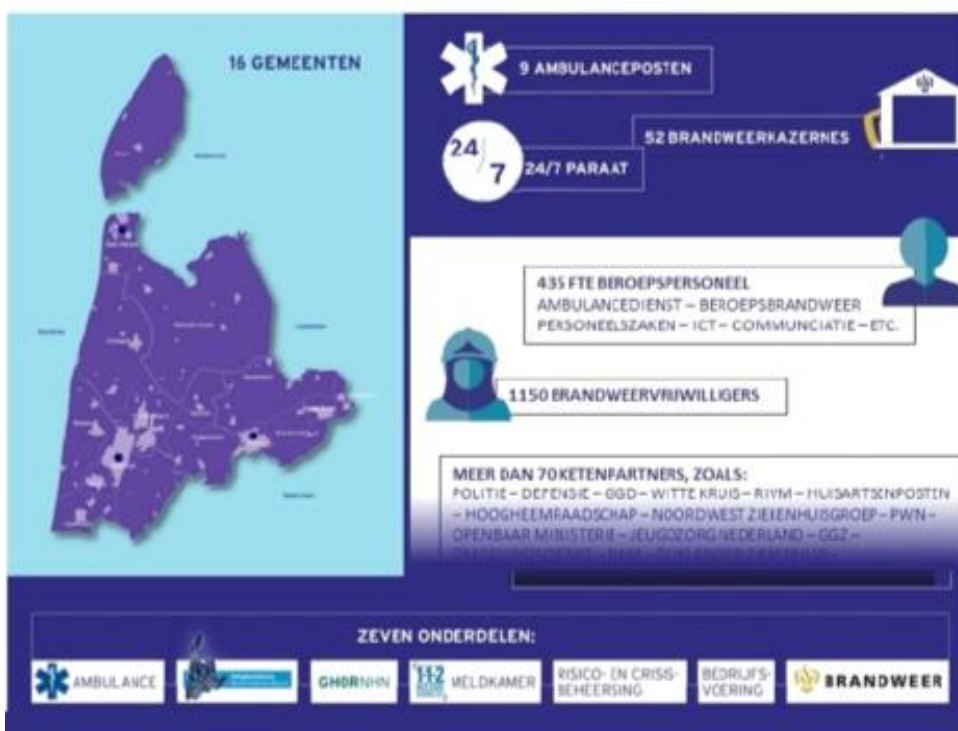 16 GEMEENTEN
9 AMBULANCEPOSTEN
52 BRANDWEERKAZERNES
24/7
24/7 PARAAT
435 FTE BEROEPSPERSONEEL
AMBULANCEDIENST – BEROEPSBRANDWEER
PERSONEELSZAKEN – ICT – COMMUNCIATIE – ETC.
1150 BRANDWEERVRIJWILLIGERS
MEER DAN 70 KETENPARTNERS, ZOALS:
POLITIE – DEFENSIE – GGD – WITTE KRUIS – RIVM – HUISARTSENPOSTEN
– HOOGHEEMRAADSCHAP – NOORDWEST ZIEKENHUISGROEP – PWN –
OPENBAAR MINISTERIE – JEUGDZORG NEDERLAND – GGZ –
ZEVEN ONDERDELEN:
AMBULANCE
GHORNHN
112 MELDKAMER
RISICO- EN CRISIS-
BEHEERSING
BEDRIJFS-
VOERING
BRANDWEER